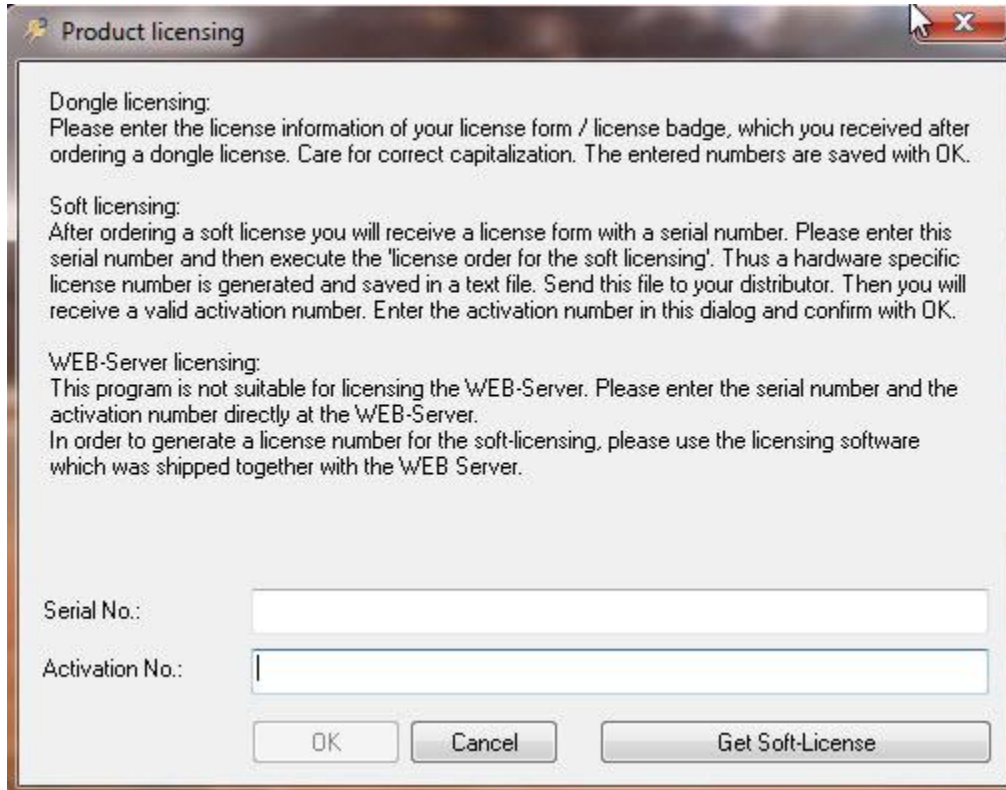 Product licensing
Dongle licensing:
Please enter the license information of your license form / license badge, which you received after
ordering a dongle license. Care for correct capitalization. The entered numbers are saved with OK.
Soft licensing:
After ordering a soft license you will receive a license form with a serial number. Please enter this
serial number and then execute the 'license order for the soft licensing'. Thus a hardware specific
license number is generated and saved in a text file. Send this file to your distributor. Then you will
receive a valid activation number. Enter the activation number in this dialog and confirm with OK.
WEB-Server licensing:
This program is not suitable for licensing the WEB-Server. Please enter the serial number and the
activation number directly at the WEB-Server.
In order to generate a license number for the soft-licensing, please use the licensing software
which was shipped together with the WEB Server.
Serial No.:
Activation No.:
OK Cancel Get Soft-License